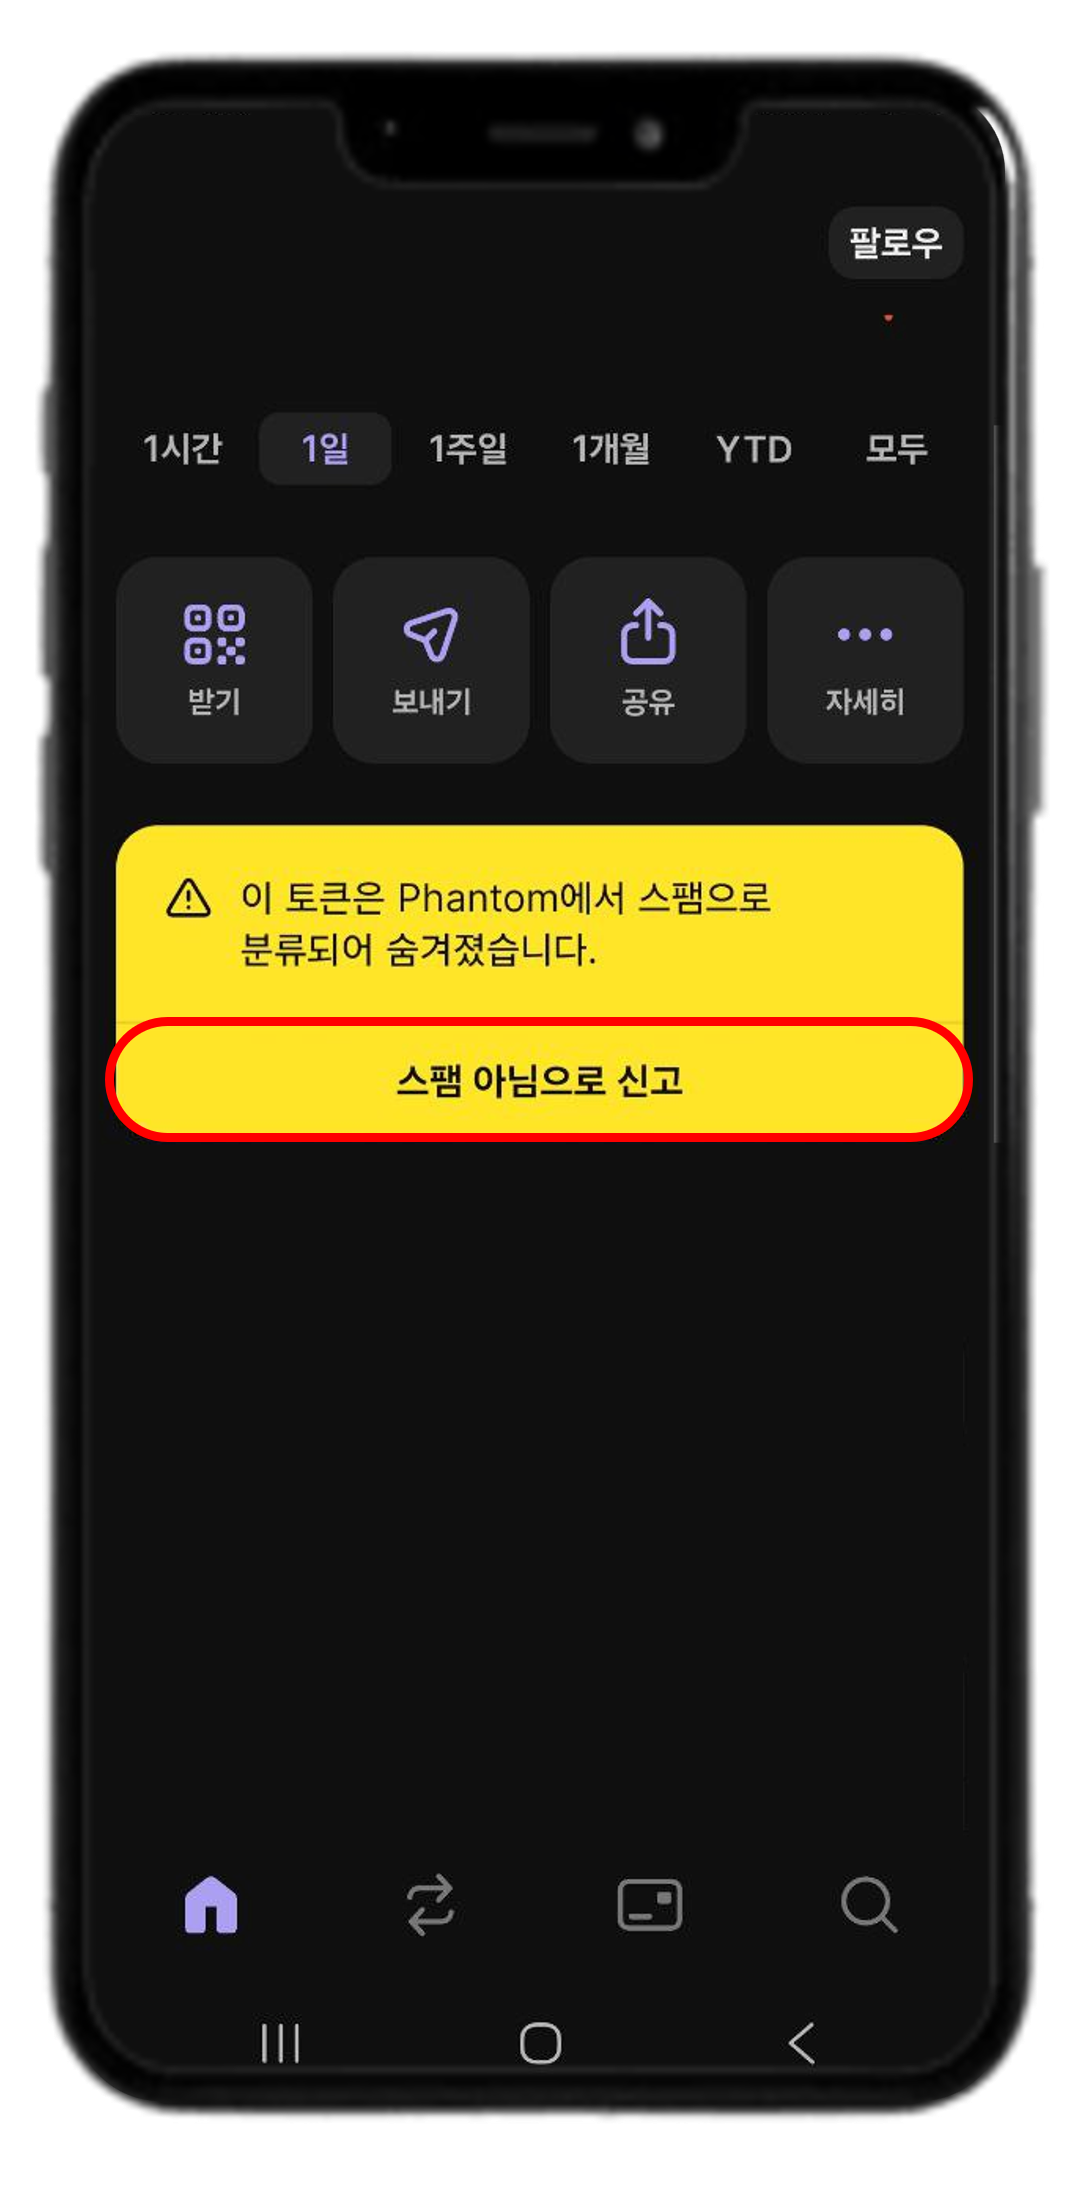 팔로우
1시간 1일 1주일 1개월 YTD 모두
받기 보내기 공유 자세히
이 토큰은 Phantom에서 스팸으로
분류되어 숨겨졌습니다.
스팸 아님으로 신고